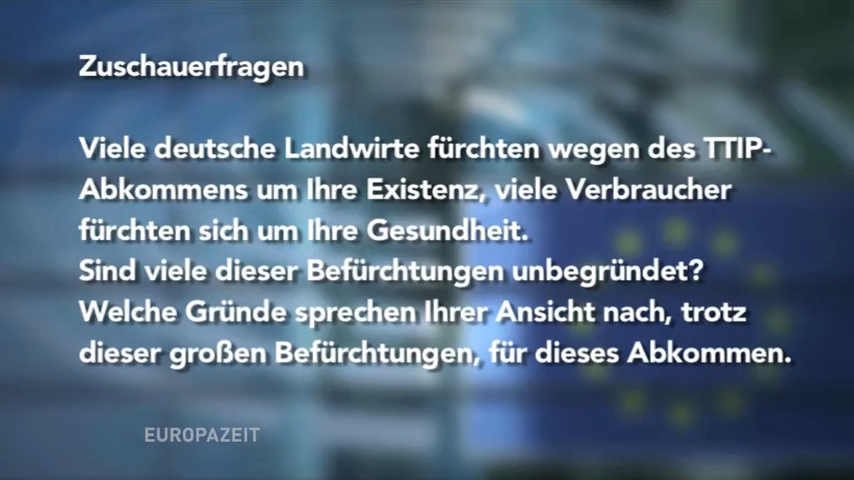 Zuschauerfragen
Viele deutsche Landwirte fürchten wegen des TTIP-
Abkommens um Ihre Existenz, viele Verbraucher
fürchten sich um Ihre Gesundheit.
Sind viele dieser Befürchtungen unbegründet?
Welche Gründe sprechen Ihrer Ansicht nach, trotz
dieser großen Befürchtungen, für dieses Abkommen.
EUROPAZEIT